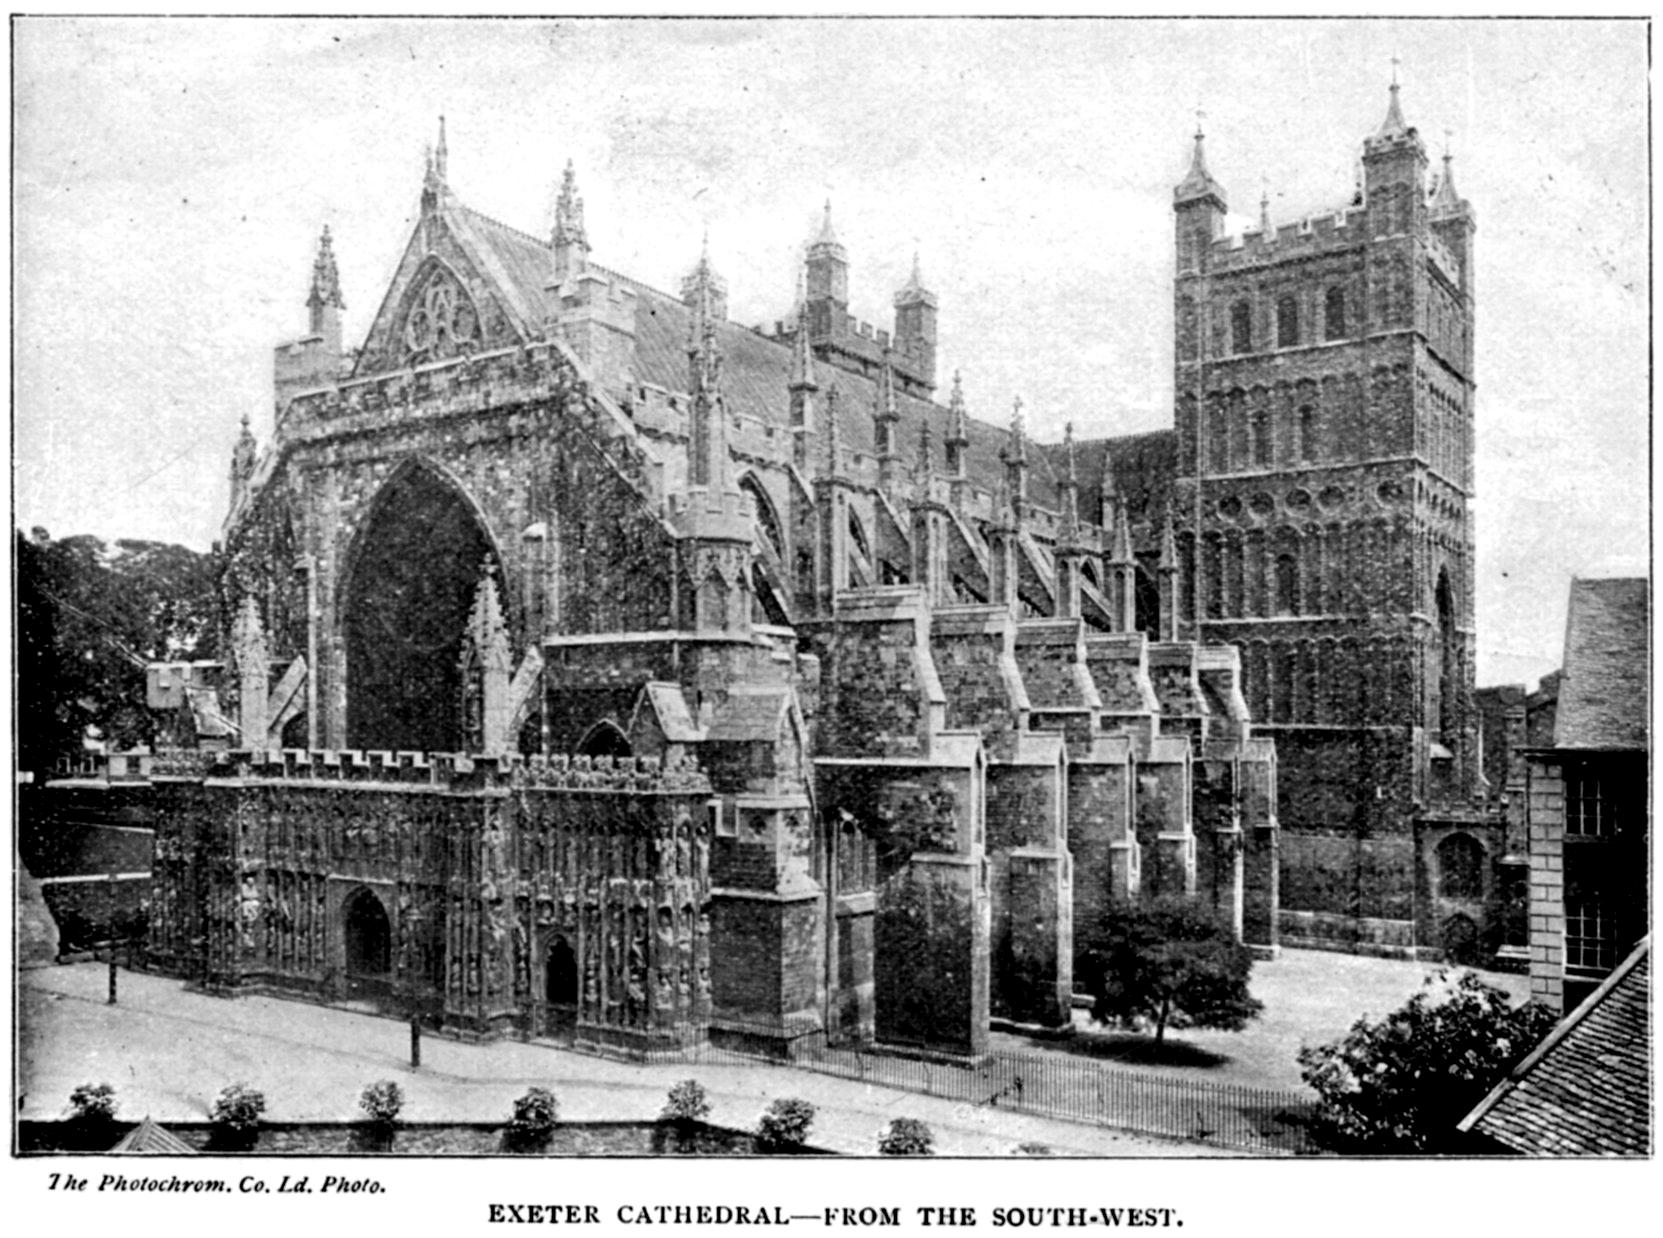 The Photochrom. Co. Ld. Photo.
EXETER CATHEDRAL—FROM THE SOUTH-WEST.